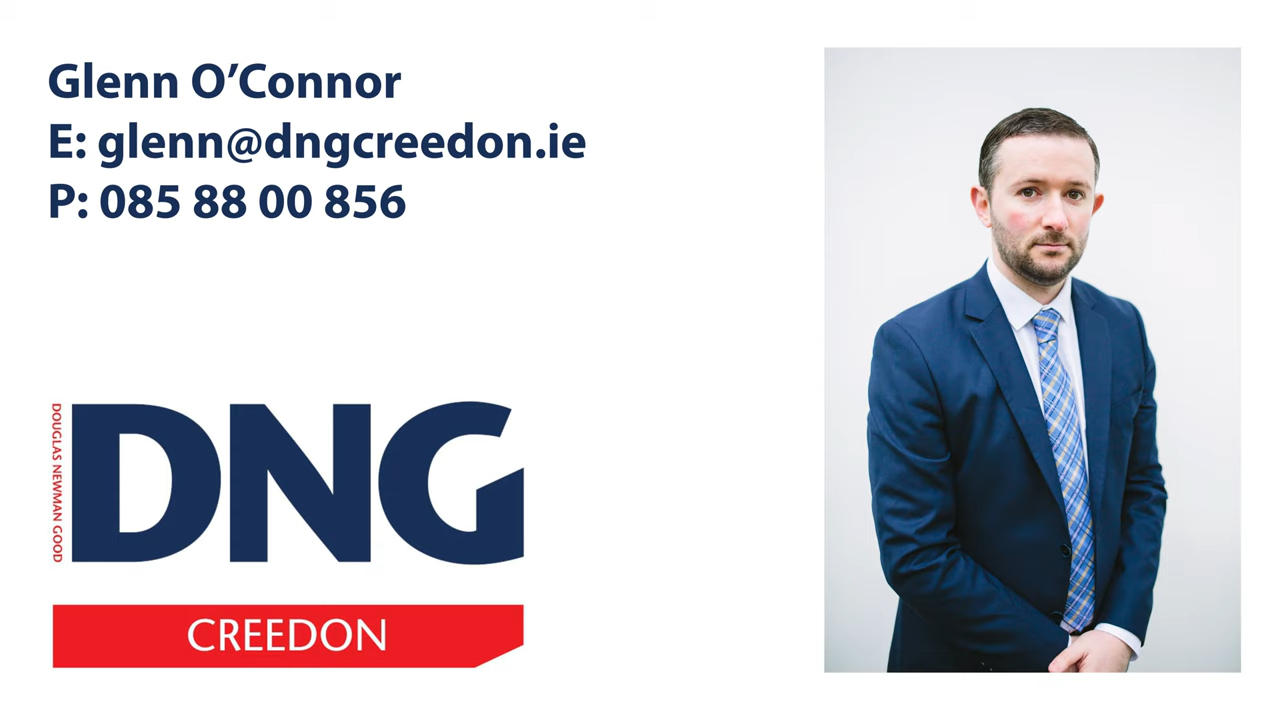 Glenn O’Connor
E: glenn@dngcreedon.ie
P: 085 88 00 856
DOUGLAS NEWMAN GOOD
DNG
CREEDON